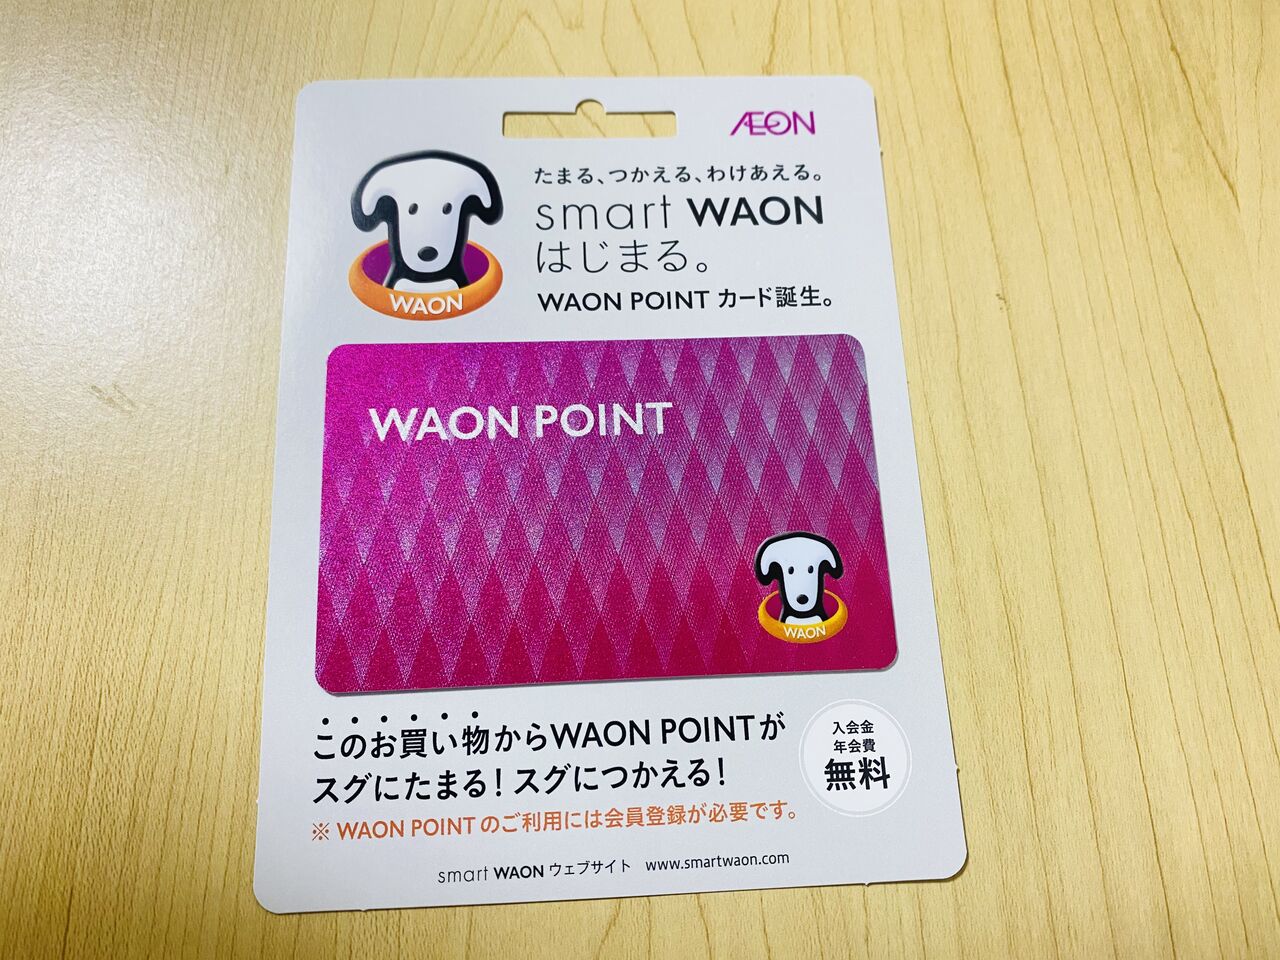 ÆON
たまる、つかえる、わけあえる。
smart WAON
はじまる。
WAON POINT カード誕生。
WAON
WAON POINT
WAON
このお買い物からWAON POINTが
スグにたまる!スグにつかえる!
※ WAON POINT のご利用には会員登録が必要です。
入会金
年会費
無料
smart WAON ウェブサイト www.smartwaon.com